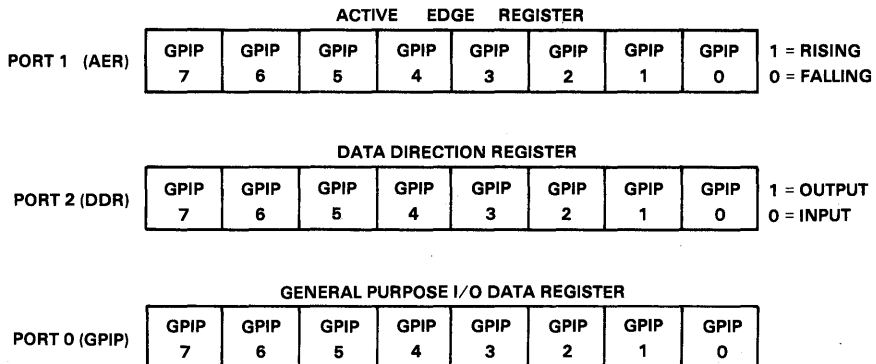 ACTIVE EDGE REGISTER
PORT 1 (AER) GPIP 7 GPIP 6 GPIP 5 GPIP 4 GPIP 3 GPIP 2 GPIP 1 GPIP 0 1 = RISING 0 = FALLING
DATA DIRECTION REGISTER
PORT 2 (DDR) GPIP 7 GPIP 6 GPIP 5 GPIP 4 GPIP 3 GPIP 2 GPIP 1 GPIP 0 1 = OUTPUT 0 = INPUT
GENERAL PURPOSE I/O DATA REGISTER
PORT 0 (GPIP) GPIP 7 GPIP 6 GPIP 5 GPIP 4 GPIP 3 GPIP 2 GPIP 1 GPIP 0